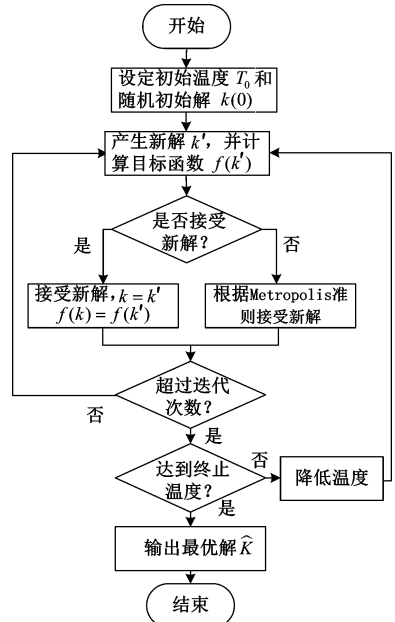 开始
设定初始温度 T₀ 和
随机初始解 k(0)
产生新解 k′, 并计
算目标函数 f(k′)
是否接受
新解?
是
否
接受新解, k = k′
f(k) = f(k′)
根据Metropolis准
则接受新解
超过迭代
次数?
否
是
达到终止
温度?
否
降低温度
是
输出最优解 K̂
结束